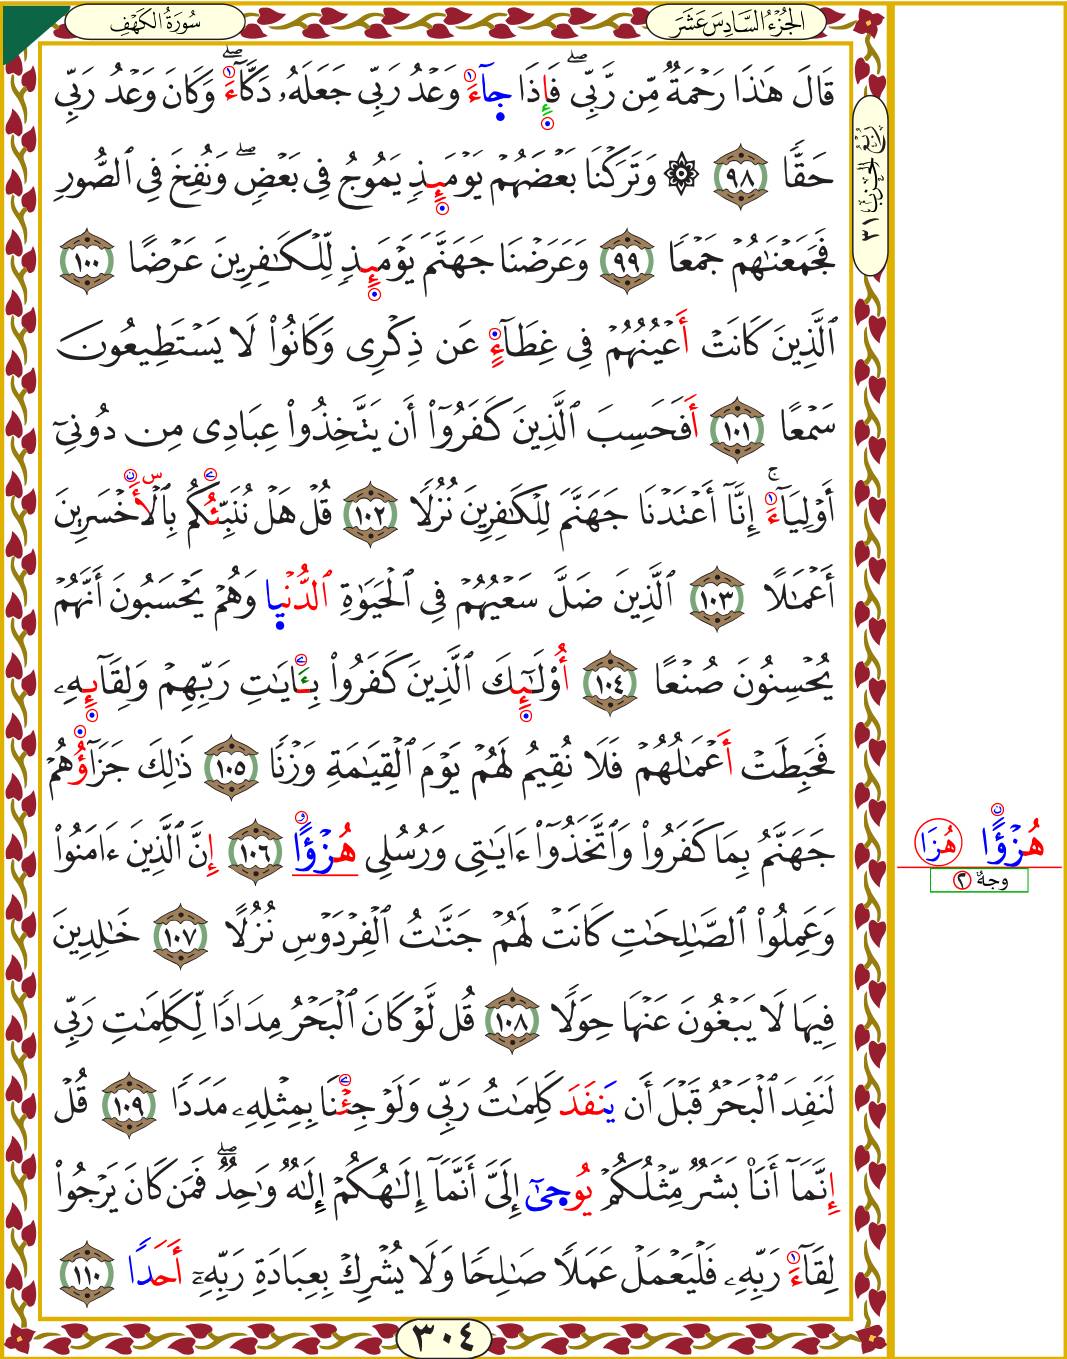 سُورَةُ الكَهْفِ
الجُزْءُ السَّادِسَ عَشَرَ
قَالَ هَٰذَا رَحْمَةٌ مِّن رَّبِّى ۖ فَإِذَا جَآءَ وَعْدُ رَبِّى جَعَلَهُۥ دَكَّآءَ ۖ وَكَانَ وَعْدُ رَبِّى
حَقًّا ٩٨ ۞ وَتَرَكْنَا بَعْضَهُمْ يَوْمَئِذٍ يَمُوجُ فِى بَعْضٍ ۖ وَنُفِخَ فِى ٱلصُّورِ
فَجَمَعْنَٰهُمْ جَمْعًا ٩٩ وَعَرَضْنَا جَهَنَّمَ يَوْمَئِذٍ لِّلْكَٰفِرِينَ عَرْضًا ١٠٠
ٱلَّذِينَ كَانَتْ أَعْيُنُهُمْ فِى غِطَآءٍ عَن ذِكْرِى وَكَانُوا۟ لَا يَسْتَطِيعُونَ
سَمْعًا ١٠١ أَفَحَسِبَ ٱلَّذِينَ كَفَرُوٓا۟ أَن يَتَّخِذُوا۟ عِبَادِى مِن دُونِىٓ
أَوْلِيَآءَ ۚ إِنَّآ أَعْتَدْنَا جَهَنَّمَ لِلْكَٰفِرِينَ نُزُلًا ١٠٢ قُلْ هَلْ نُنَبِّئُكُم بِٱلْأَخْسَرِينَ
أَعْمَٰلًا ١٠٣ ٱلَّذِينَ ضَلَّ سَعْيُهُمْ فِى ٱلْحَيَوٰةِ ٱلدُّنْيَا وَهُمْ يَحْسَبُونَ أَنَّهُمْ
يُحْسِنُونَ صُنْعًا ١٠٤ أُو۟لَٰٓئِكَ ٱلَّذِينَ كَفَرُوا۟ بِـَٔايَٰتِ رَبِّهِمْ وَلِقَآئِهِۦ
فَحَبِطَتْ أَعْمَٰلُهُمْ فَلَا نُقِيمُ لَهُمْ يَوْمَ ٱلْقِيَٰمَةِ وَزْنًا ١٠٥ ذَٰلِكَ جَزَآؤُهُمْ
جَهَنَّمُ بِمَا كَفَرُوا۟ وَٱتَّخَذُوٓا۟ ءَايَٰتِى وَرُسُلِى هُزْؤًا ١٠٦ إِنَّ ٱلَّذِينَ ءَامَنُوا۟
وَعَمِلُوا۟ ٱلصَّٰلِحَٰتِ كَانَتْ لَهُمْ جَنَّٰتُ ٱلْفِرْدَوْسِ نُزُلًا ١٠٧ خَٰلِدِينَ
فِيهَا لَا يَبْغُونَ عَنْهَا حِوَلًا ١٠٨ قُل لَّوْ كَانَ ٱلْبَحْرُ مِدَادًا لِّكَلِمَٰتِ رَبِّى
لَنَفِدَ ٱلْبَحْرُ قَبْلَ أَن يَنفَدَ كَلِمَٰتُ رَبِّى وَلَوْ جِئْنَا بِمِثْلِهِۦ مَدَدًا ١٠٩ قُلْ
إِنَّمَآ أَنَا۠ بَشَرٌ مِّثْلُكُمْ يُوحَىٰٓ إِلَىَّ أَنَّمَآ إِلَٰهُكُمْ إِلَٰهٌ وَٰحِدٌ ۖ فَمَن كَانَ يَرْجُوا۟
لِقَآءَ رَبِّهِۦ فَلْيَعْمَلْ عَمَلًا صَٰلِحًا وَلَا يُشْرِكْ بِعِبَادَةِ رَبِّهِۦٓ أَحَدًا ١١٠
رُبْعُ الحِزْبِ ٣١
هُزْؤًا هُزَا
وجهٌ ٢
٣٠٤